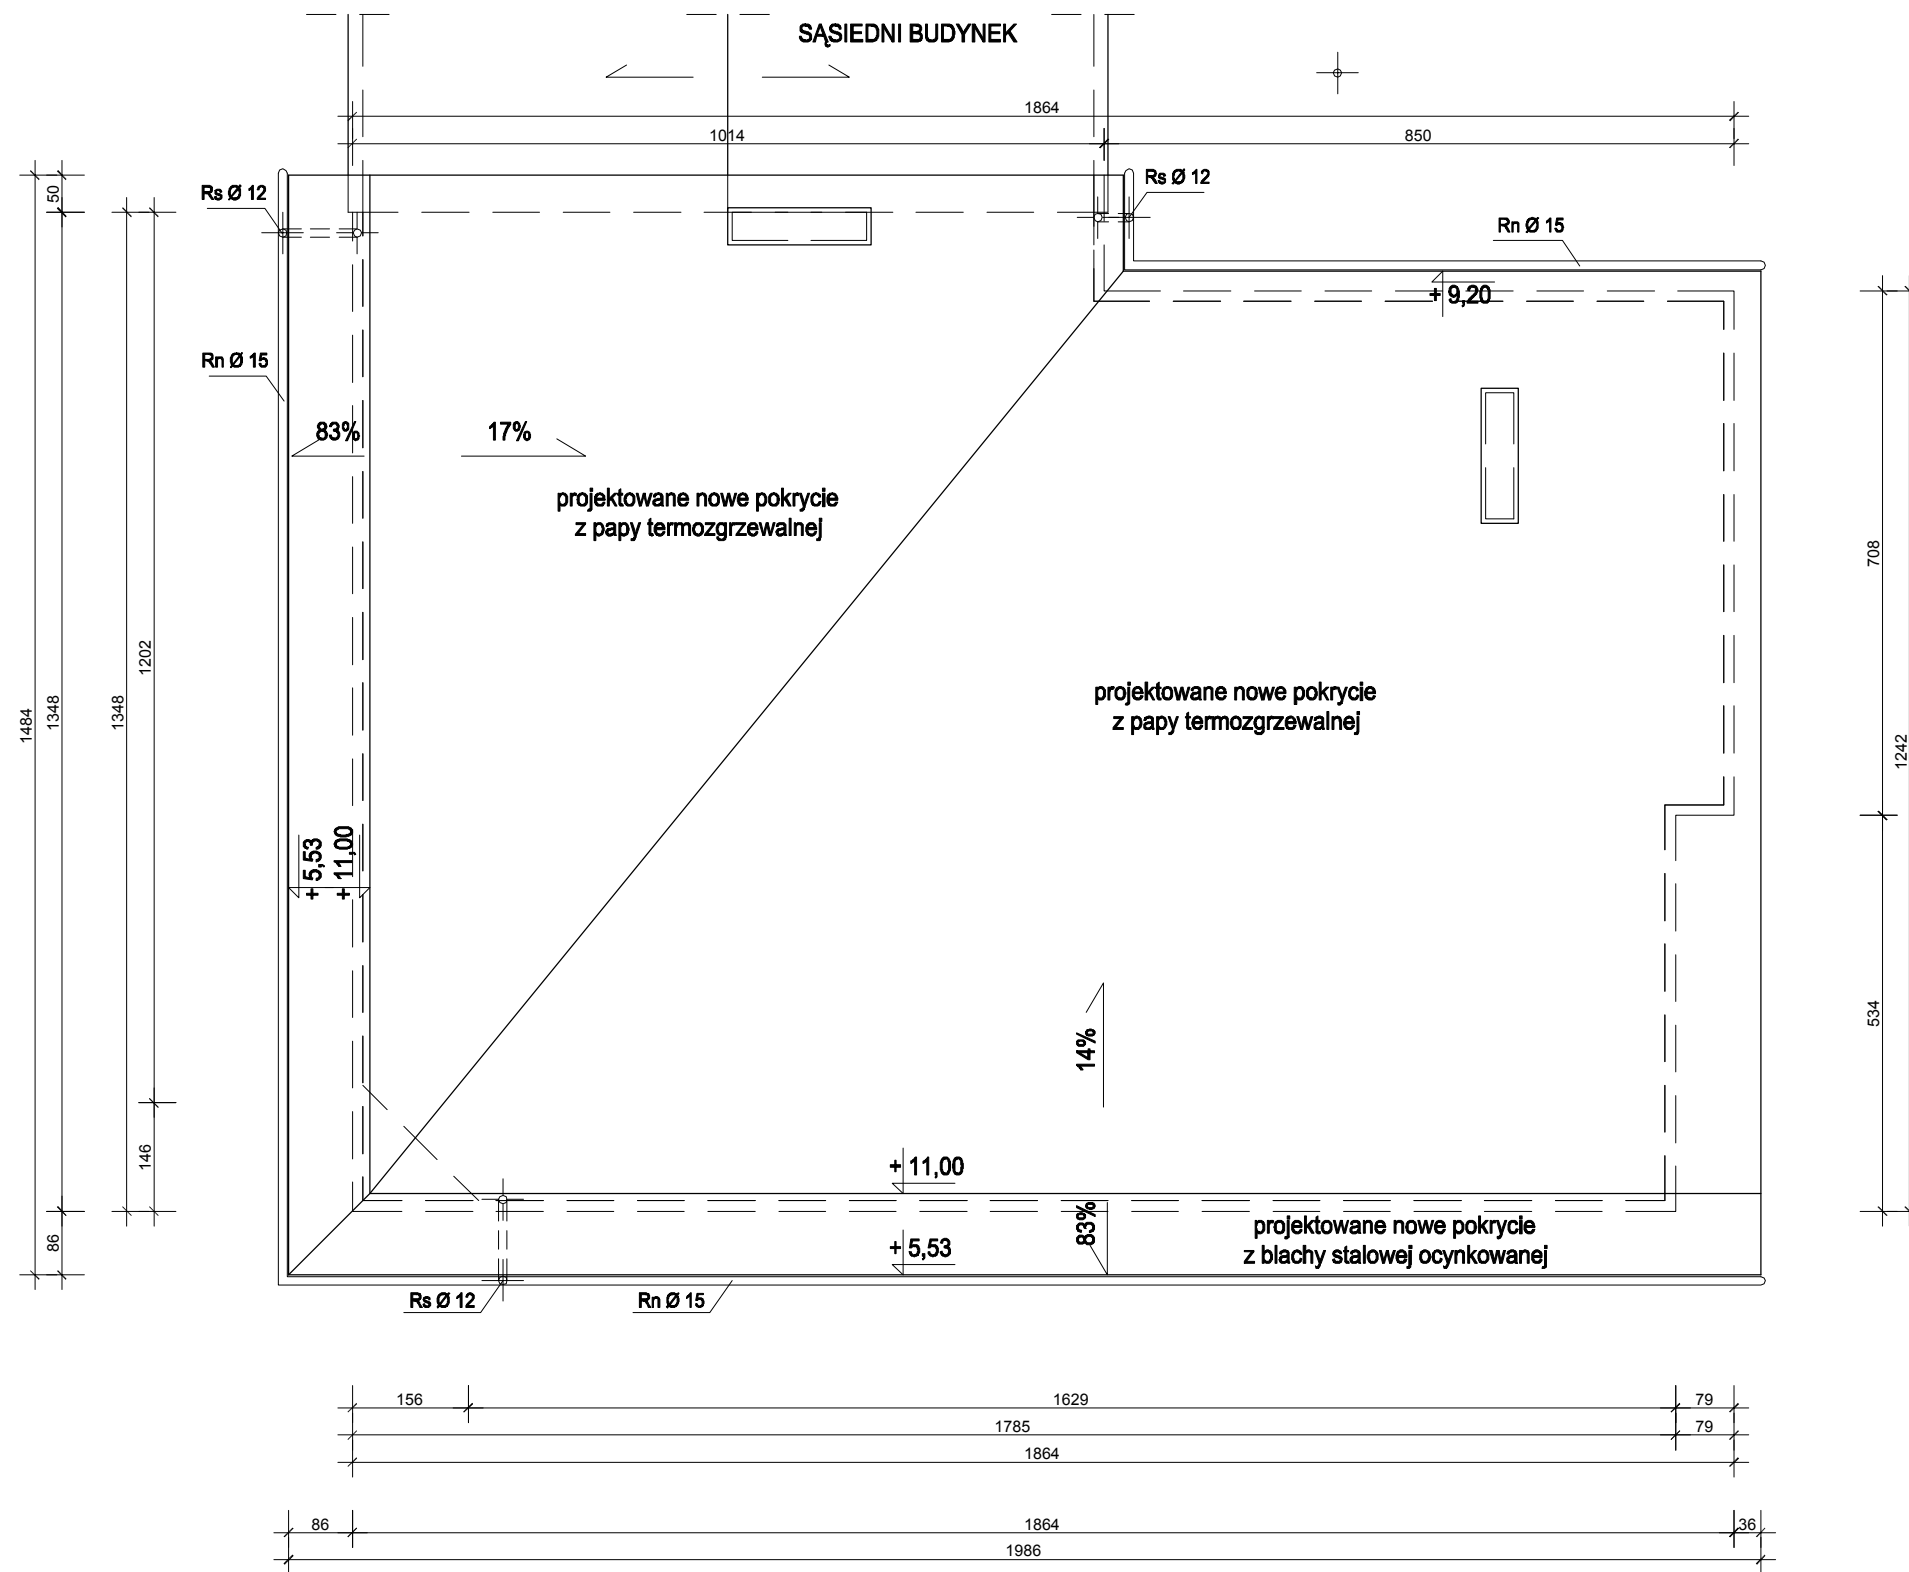 SĄSIEDNI BUDYNEK
1864
1014
850
Rs Ø 12
Rs Ø 12
Rn Ø 15
50
+ 9,20
Rn Ø 15
83%
17%
projektowane nowe pokrycie
z papy termozgrzewalnej
708
1202
projektowane nowe pokrycie
z papy termozgrzewalnej
1484
1348
1348
1242
+ 5,53
+ 11,00
534
14%
146
+ 11,00
86
83%
projektowane nowe pokrycie
z blachy stalowej ocynkowanej
+ 5,53
Rs Ø 12
Rn Ø 15
156
1629
79
1785
79
1864
86
1864
36
1986